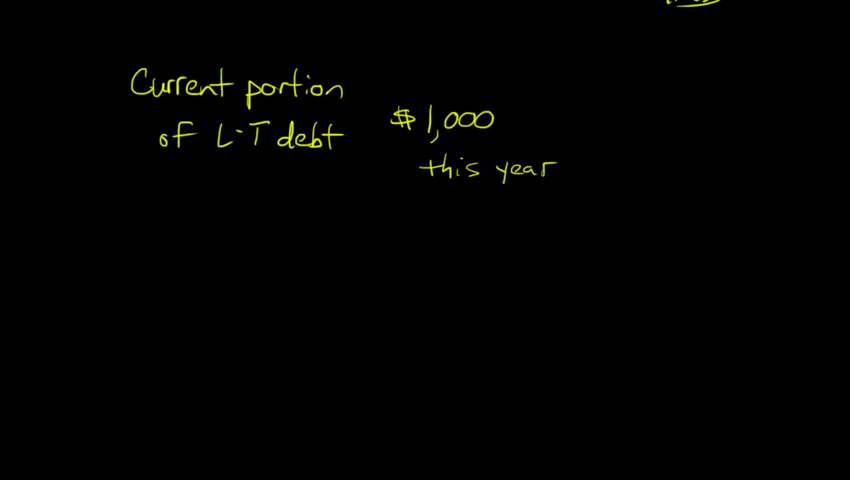 Current portion
of L-T debt
$1,000
this year